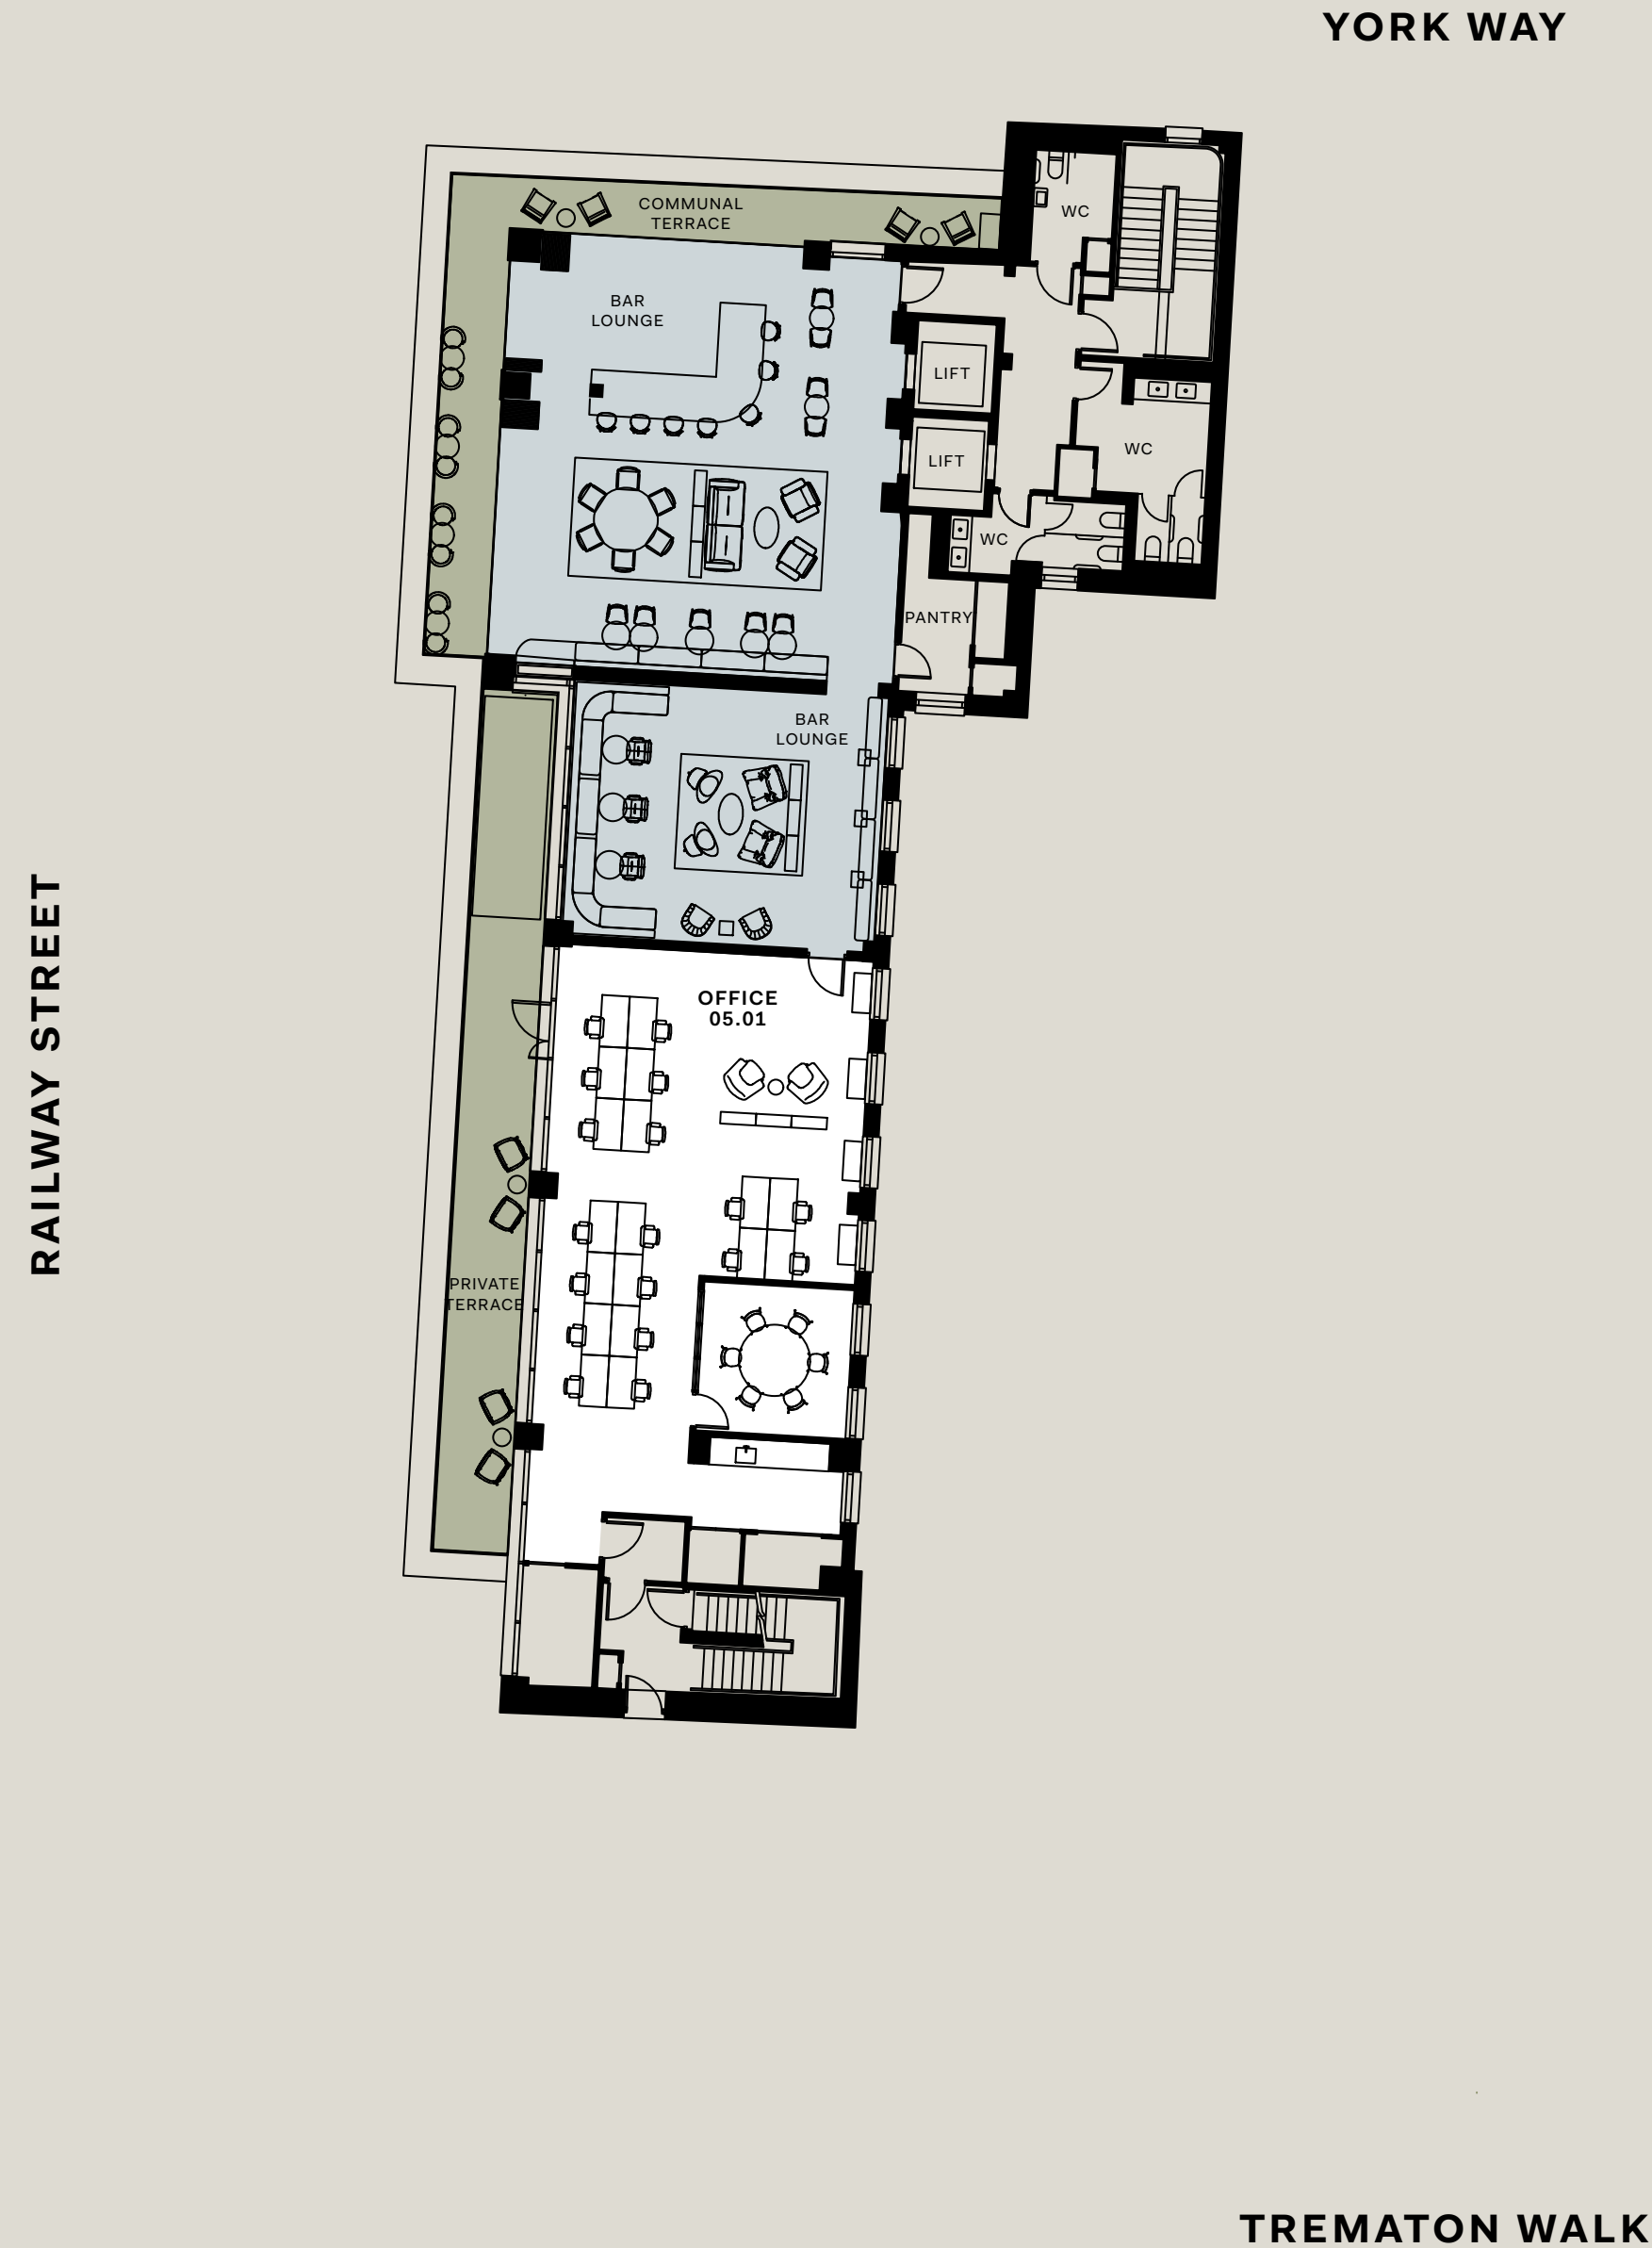 YORK WAY
COMMUNAL
TERRACE
WC
BAR
LOUNGE
LIFT
LIFT
WC
WC
PANTRY
BAR
LOUNGE
RAILWAY STREET
OFFICE
05.01
PRIVATE
TERRACE
TREMATON WALK